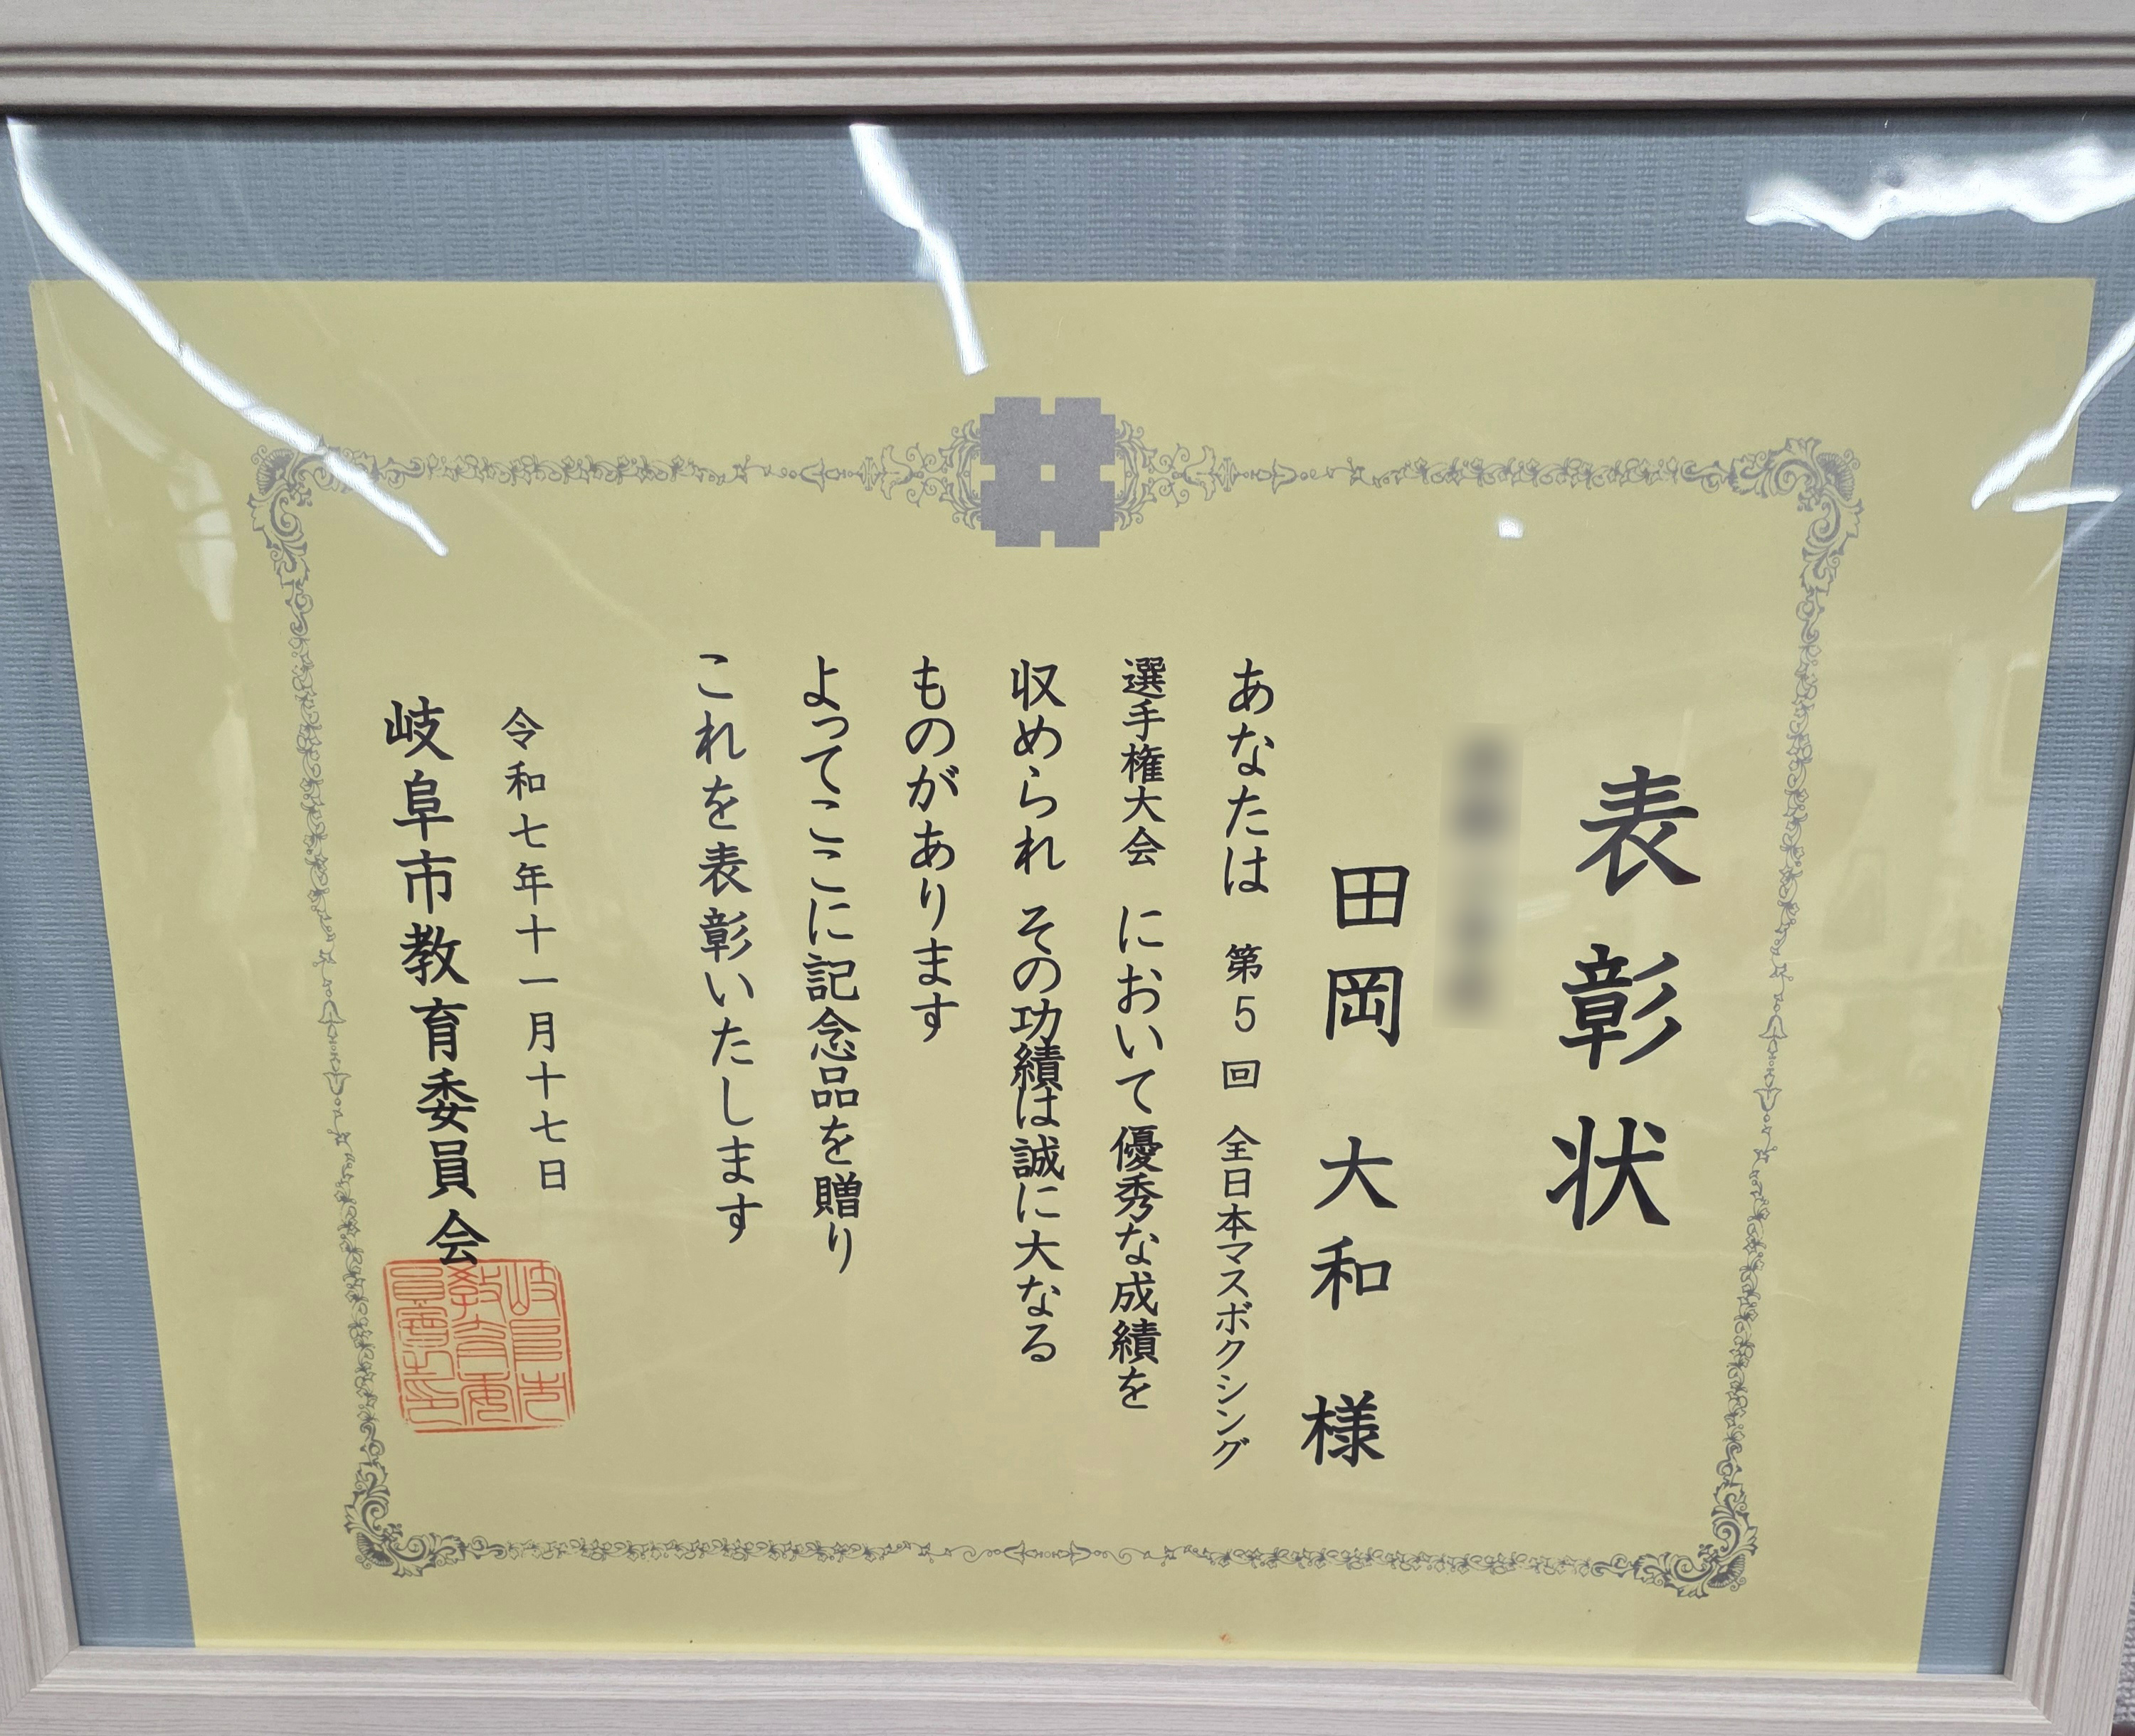 表彰状
田岡 大和 様
あなたは 第5回 全日本マスボクシング
選手権大会 において優秀な成績を
収められ その功績は誠に大なる
ものがあります
よってここに記念品を贈り
これを表彰いたします
令和七年十一月十七日
岐阜市教育委員会